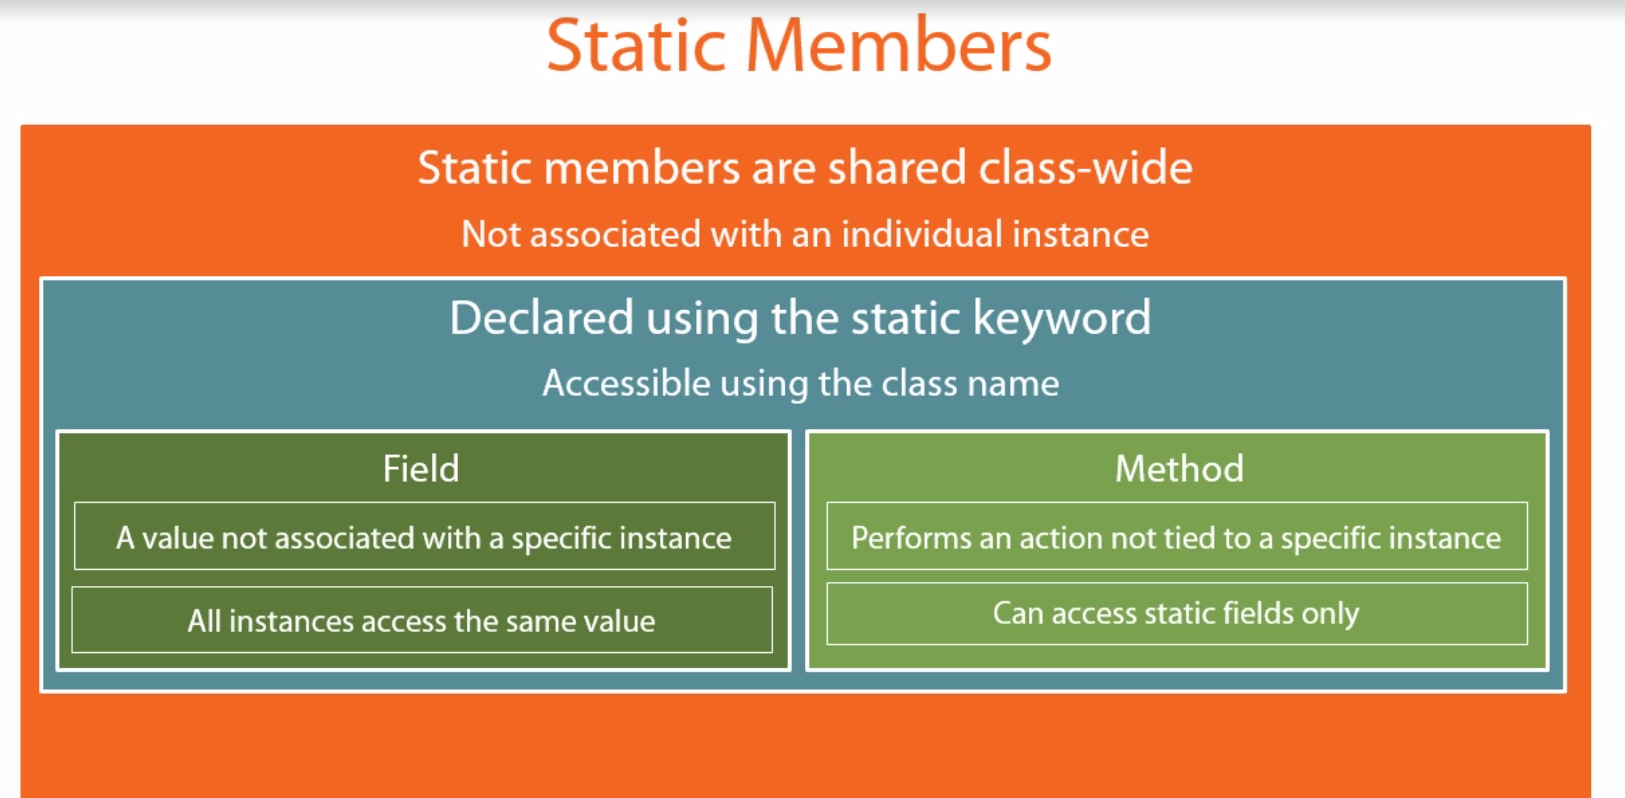 Static Members
Static members are shared class-wide
Not associated with an individual instance
Declared using the static keyword
Accessible using the class name
Field
A value not associated with a specific instance
All instances access the same value
Method
Performs an action not tied to a specific instance
Can access static fields only